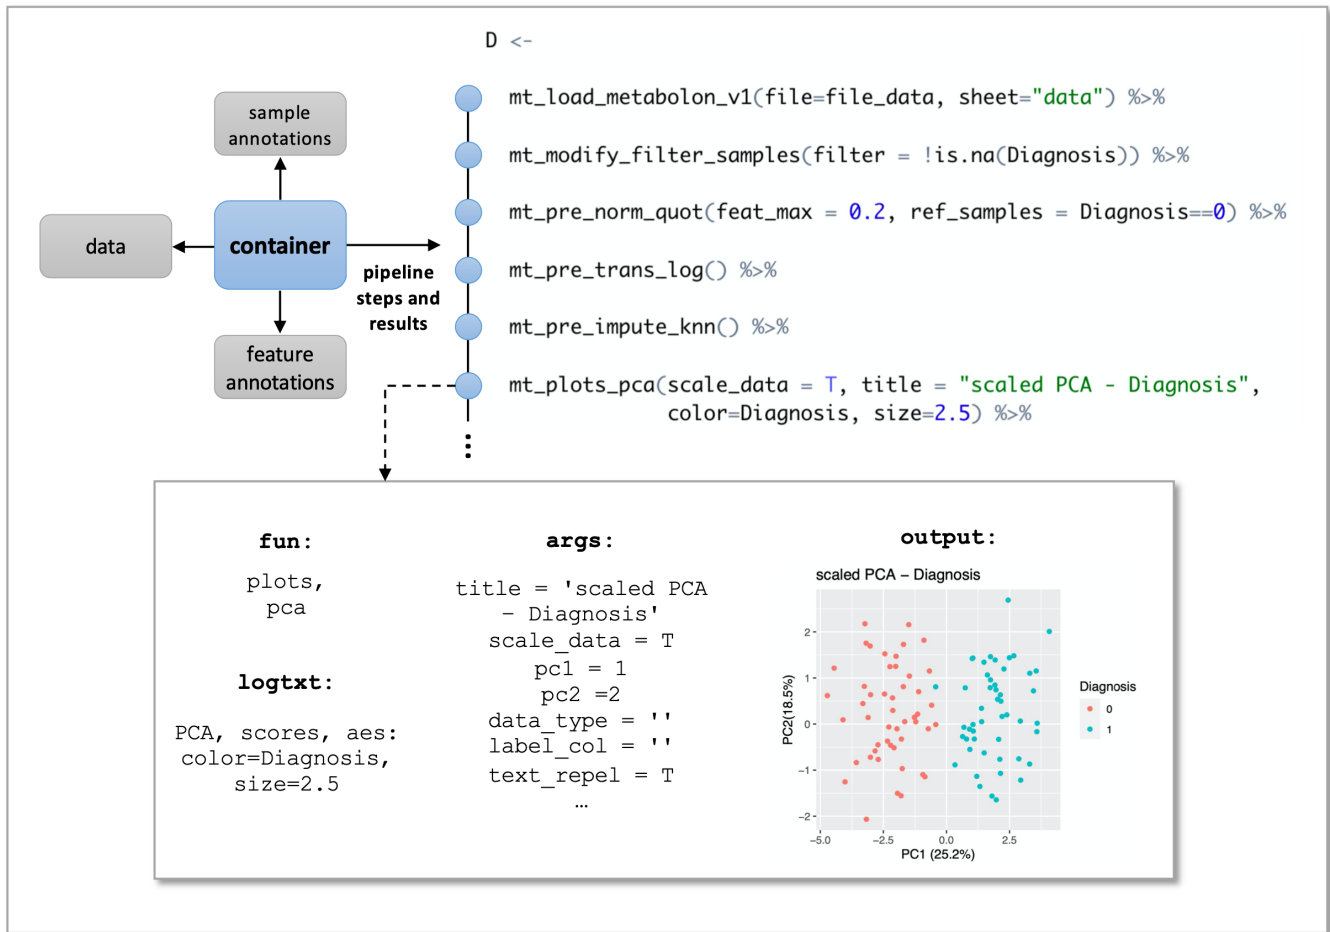 D <-
mt_load_metabolon_v1(file=file_data, sheet="data") %>%
mt_modify_filter_samples(filter = !is.na(Diagnosis)) %>%
mt_pre_norm_quot(feat_max = 0.2, ref_samples = Diagnosis==0) %>%
mt_pre_trans_log() %>%
mt_pre_impute_knn() %>%
mt_plots_pca(scale_data = T, title = "scaled PCA - Diagnosis",
color=Diagnosis, size=2.5) %>%
sample
annotations
data
container
feature
annotations
pipeline
steps and
results
fun:
plots,
pca
logtxt:
PCA, scores, aes:
color=Diagnosis,
size=2.5
args:
title = 'scaled PCA
– Diagnosis'
scale_data = T
pc1 = 1
pc2 =2
data_type = ''
label_col = ''
text_repel = T
…
output:
scaled PCA – Diagnosis
PC2(18.5%)
2
1
0
−1
−2
−5.0 −2.5 0.0 2.5
PC1 (25.2%)
Diagnosis
0
1